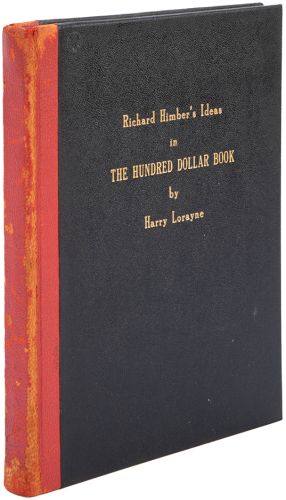 Richard Himber's Ideas
in
THE HUNDRED DOLLAR BOOK
by
Harry Lorayne